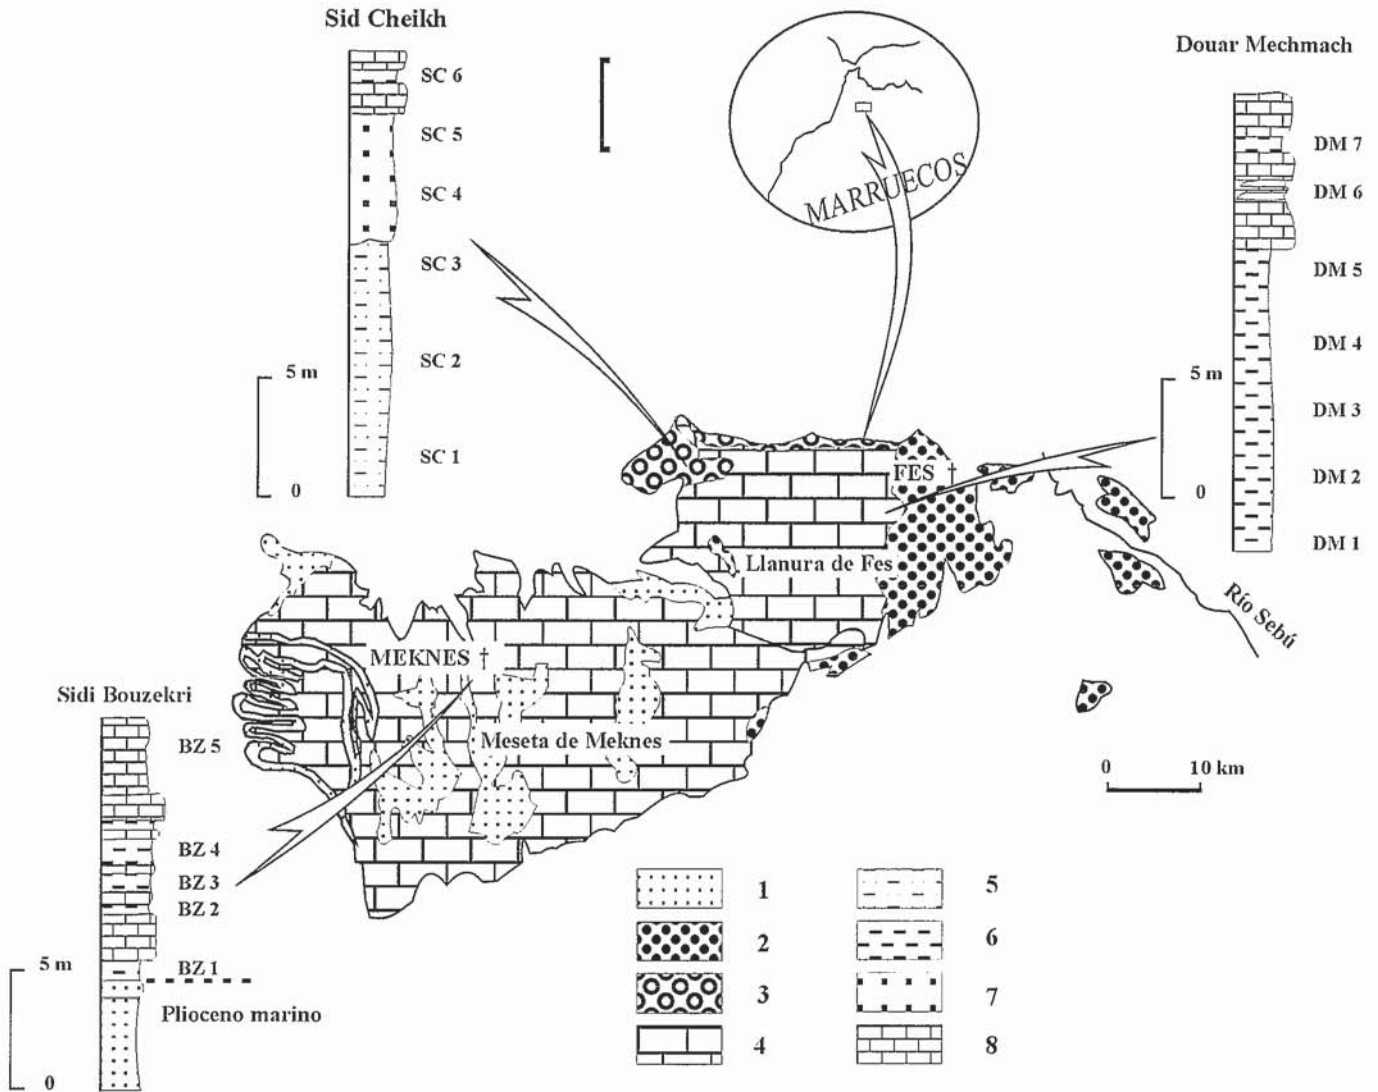 Sid Cheikh
SC 6
SC 5
SC 4
SC 3
SC 2
SC 1
5 m
0
MARRUECOS
Douar Mechmach
DM 7
DM 6
DM 5
DM 4
DM 3
DM 2
DM 1
5 m
0
FES †
Llanura de Fes
Río Sebú
MEKNES †
Meseta de Meknes
Sidi Bouzekri
BZ 5
BZ 4
BZ 3
BZ 2
BZ 1
5 m
Plioceno marino
0
0 10 km
1
2
3
4
5
6
7
8